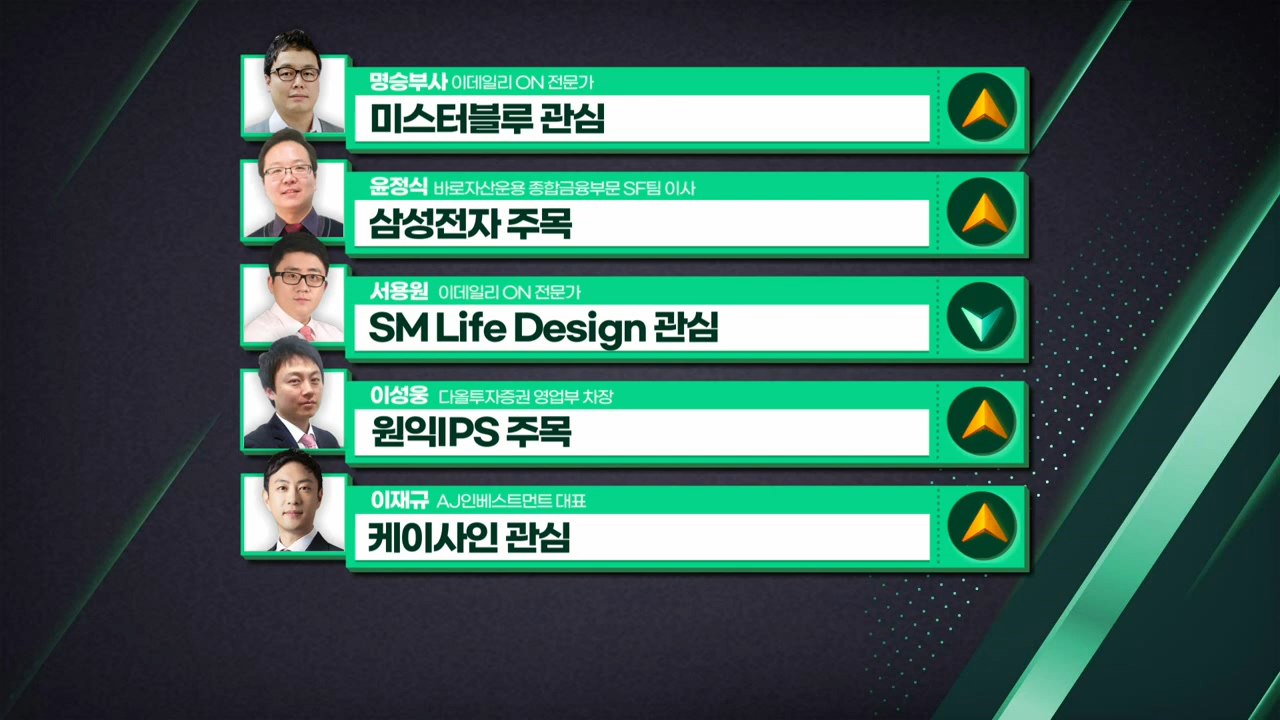 명승부사 이데일리 ON 전문가
미스터블루 관심
윤정식 바로자산운용 종합금융부문 SF팀 이사
삼성전자 주목
서용원 이데일리 ON 전문가
SM Life Design 관심
이성웅 다올투자증권 영업부 차장
원익IPS 주목
이재규 AJ인베스트먼트 대표
케이사인 관심